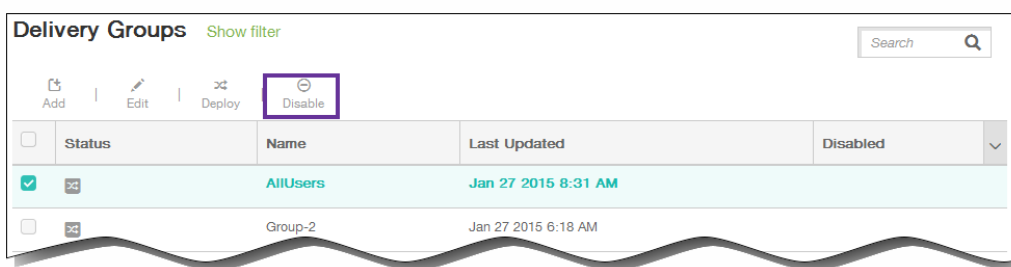 Delivery Groups Show filter
Search
Add Edit Deploy Disable
Status Name Last Updated Disabled
AllUsers Jan 27 2015 8:31 AM
Group-2 Jan 27 2015 6:18 AM